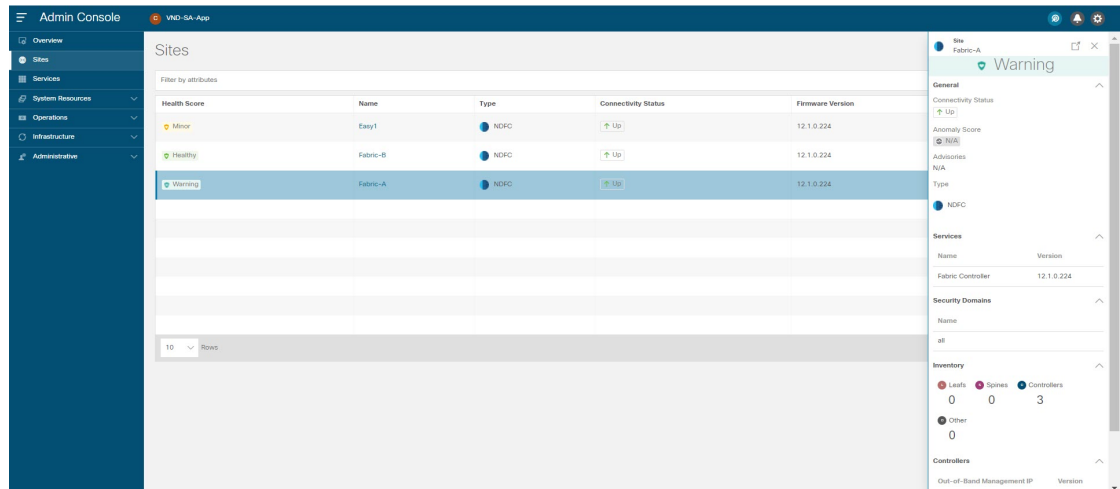 Admin Console
C VND-SA-App
Overview
Sites
Services
System Resources
Operations
Infrastructure
Administrative
Sites
Filter by attributes
Health Score Name Type Connectivity Status Firmware Version
Minor Easy1 NDFC Up 12.1.0.224
Healthy Fabric-B NDFC Up 12.1.0.224
Warning Fabric-A NDFC Up 12.1.0.224
10 Rows
Site
Fabric-A
Warning
General
Connectivity Status
Up
Anomaly Score
N/A
Advisories
N/A
Type
NDFC
Services
Name Version
Fabric Controller 12.1.0.224
Security Domains
Name
all
Inventory
Leafs Spines Controllers
0 0 3
Other
0
Controllers
Out-of-Band Management IP Version